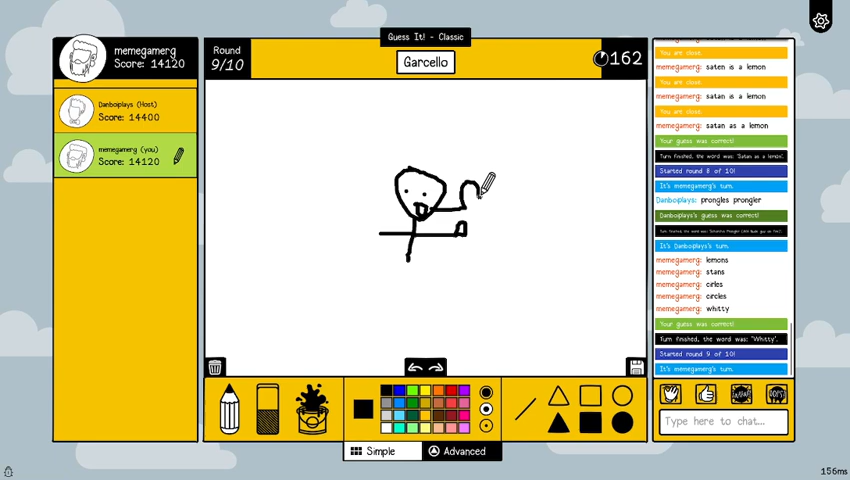 Guess It! - Classic
memegamerg
Score: 14120
Round
9/10
Garcello
162
Danboiplays (Host)
Score: 14400
memegamerg (you)
Score: 14120
You are close.
memegamerg: saten is a lemon
You are close.
memegamerg: satan is a lemon
You are close.
memegamerg: satan as a lemon
Your guess was correct!
Turn finished, the word was: "Satan as a lemon".
Started round 8 of 10!
It's memegamerg's turn.
Danboiplays: prongles prongler
Danboiplays's guess was correct!
It's Danboiplays's turn.
memegamerg: lemons
memegamerg: stans
memegamerg: cirles
memegamerg: circles
memegamerg: whitty
Your guess was correct!
Turn finished, the word was: "Whitty".
Started round 9 of 10!
It's memegamerg's turn.
Type here to chat...
Simple
Advanced
156ms